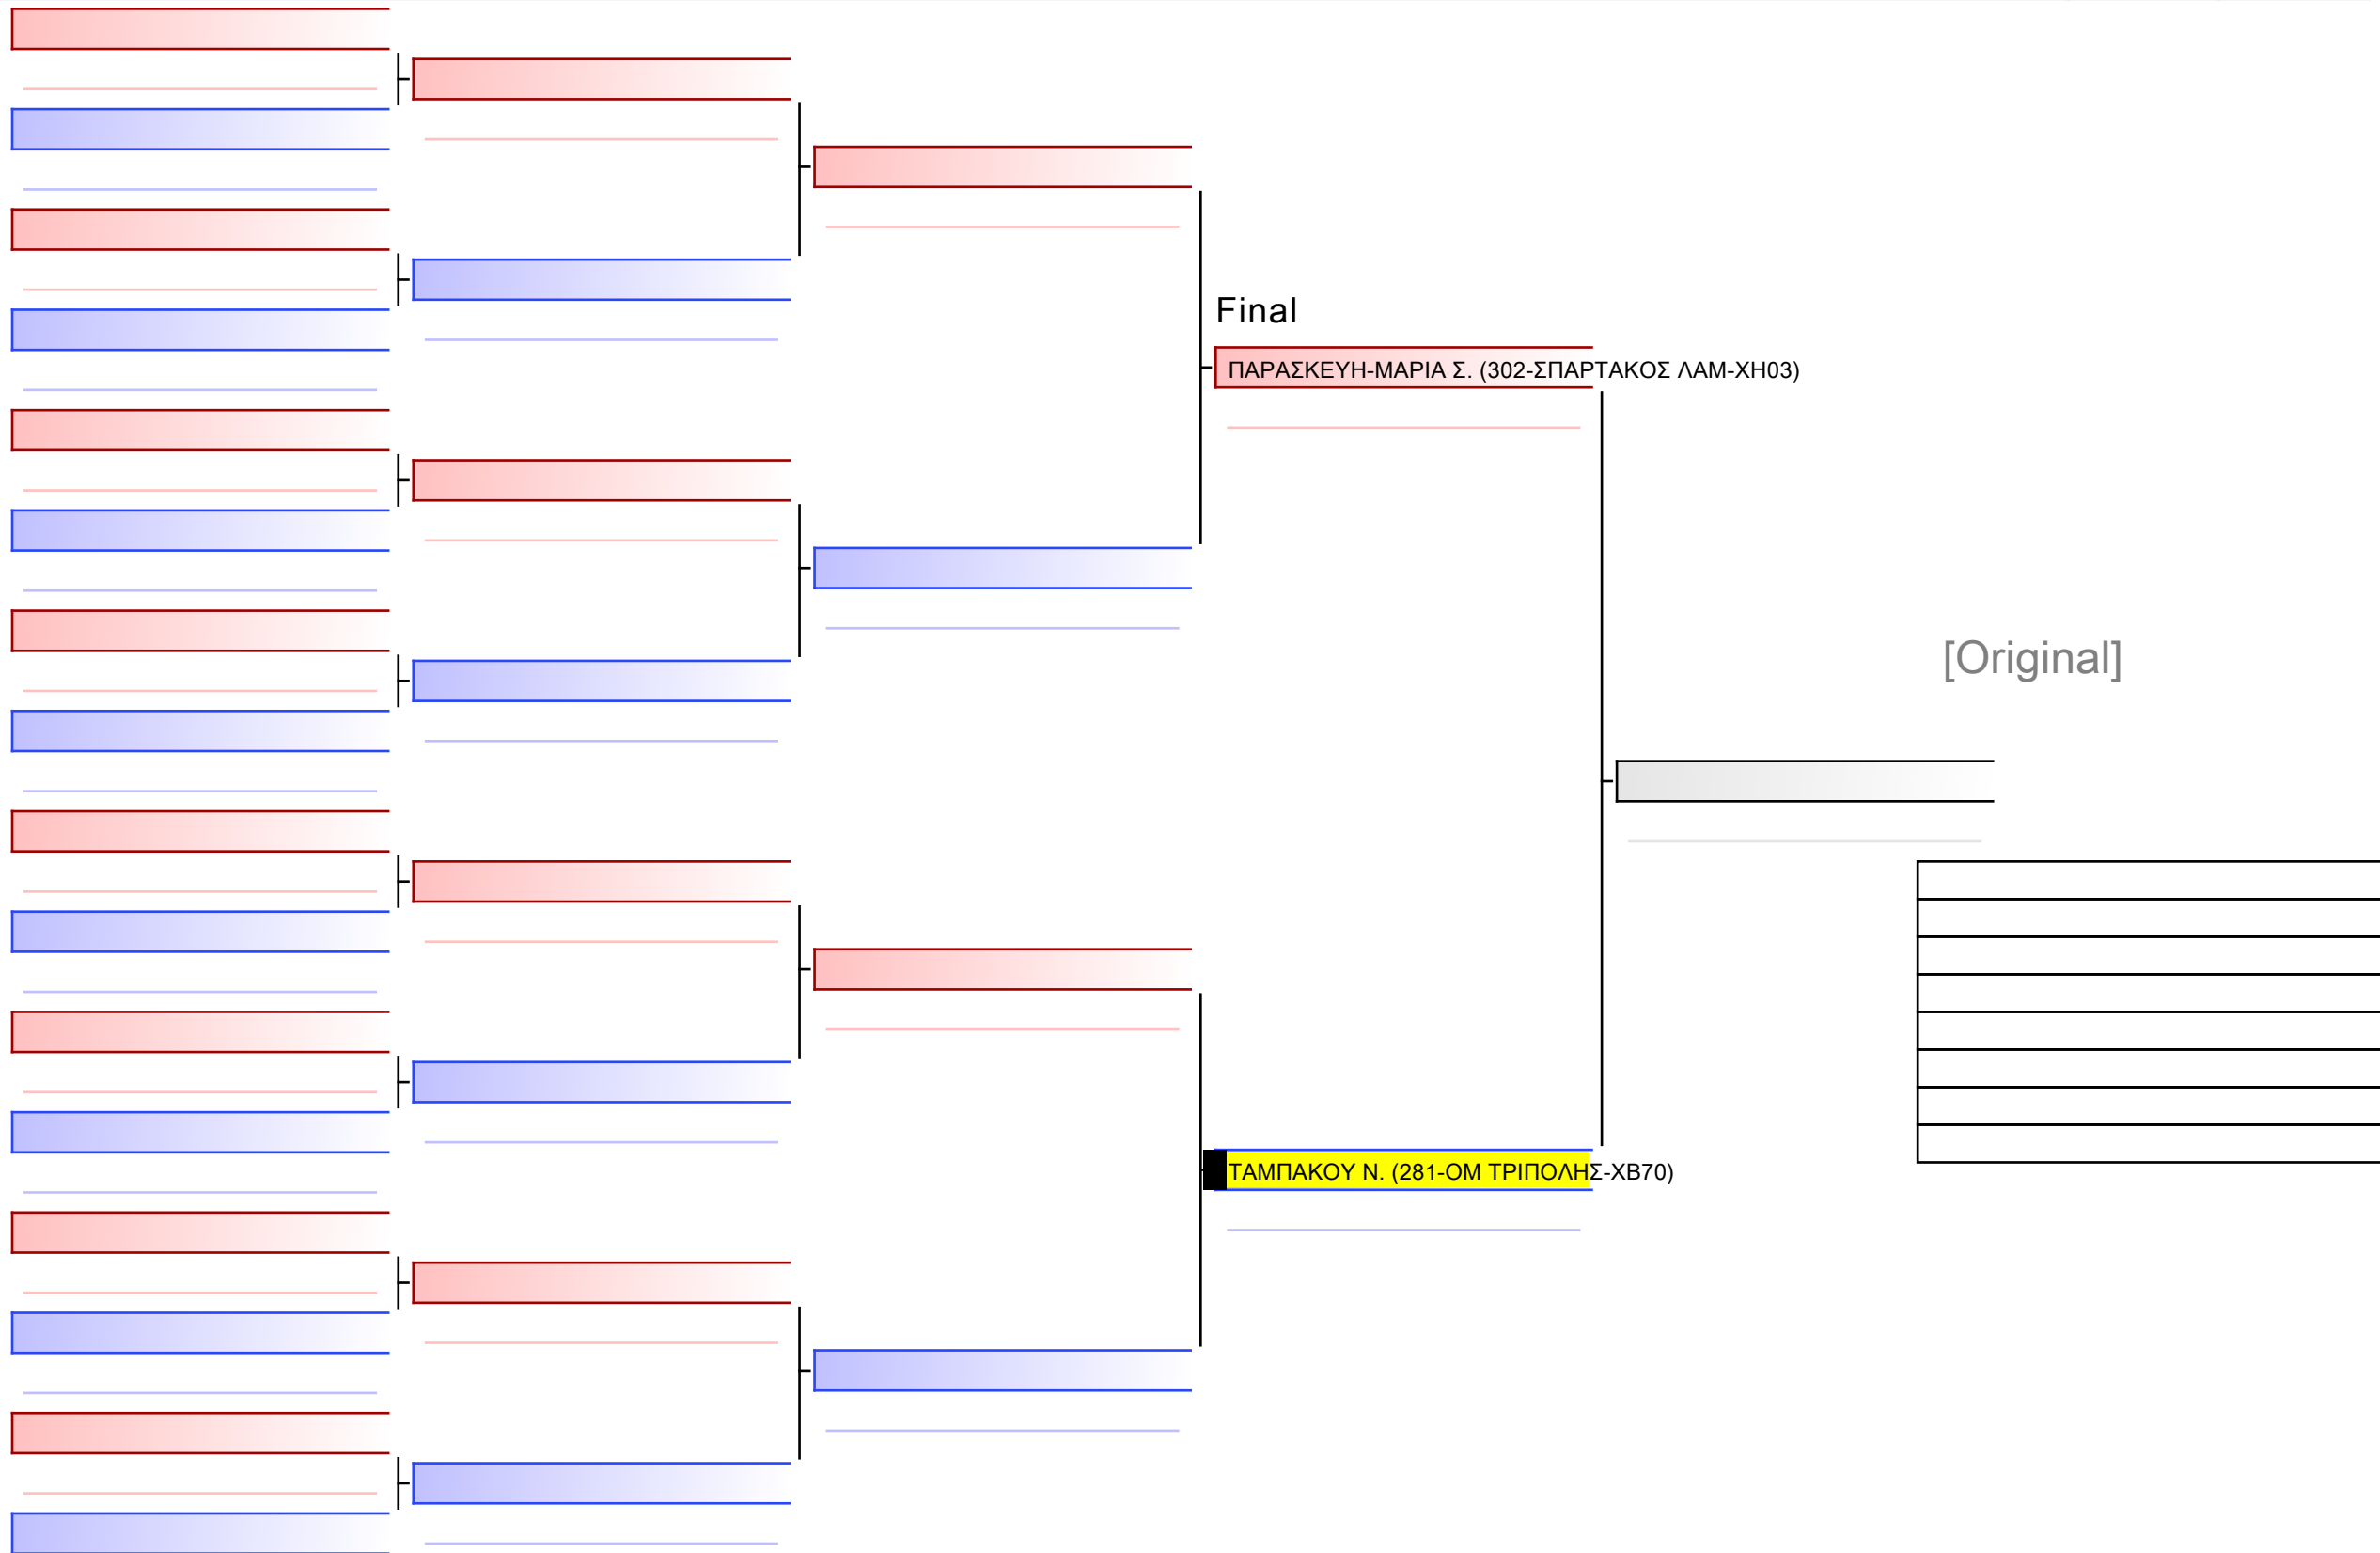 Final
ΠΑΡΑΣΚΕΥΗ-ΜΑΡΙΑ Σ. (302-ΣΠΑΡΤΑΚΟΣ ΛΑΜ-ΧΗ03)
[Original]
ΤΑΜΠΑΚΟΥ Ν. (281-ΟΜ ΤΡΙΠΟΛΗΣ-ΧΒ70)